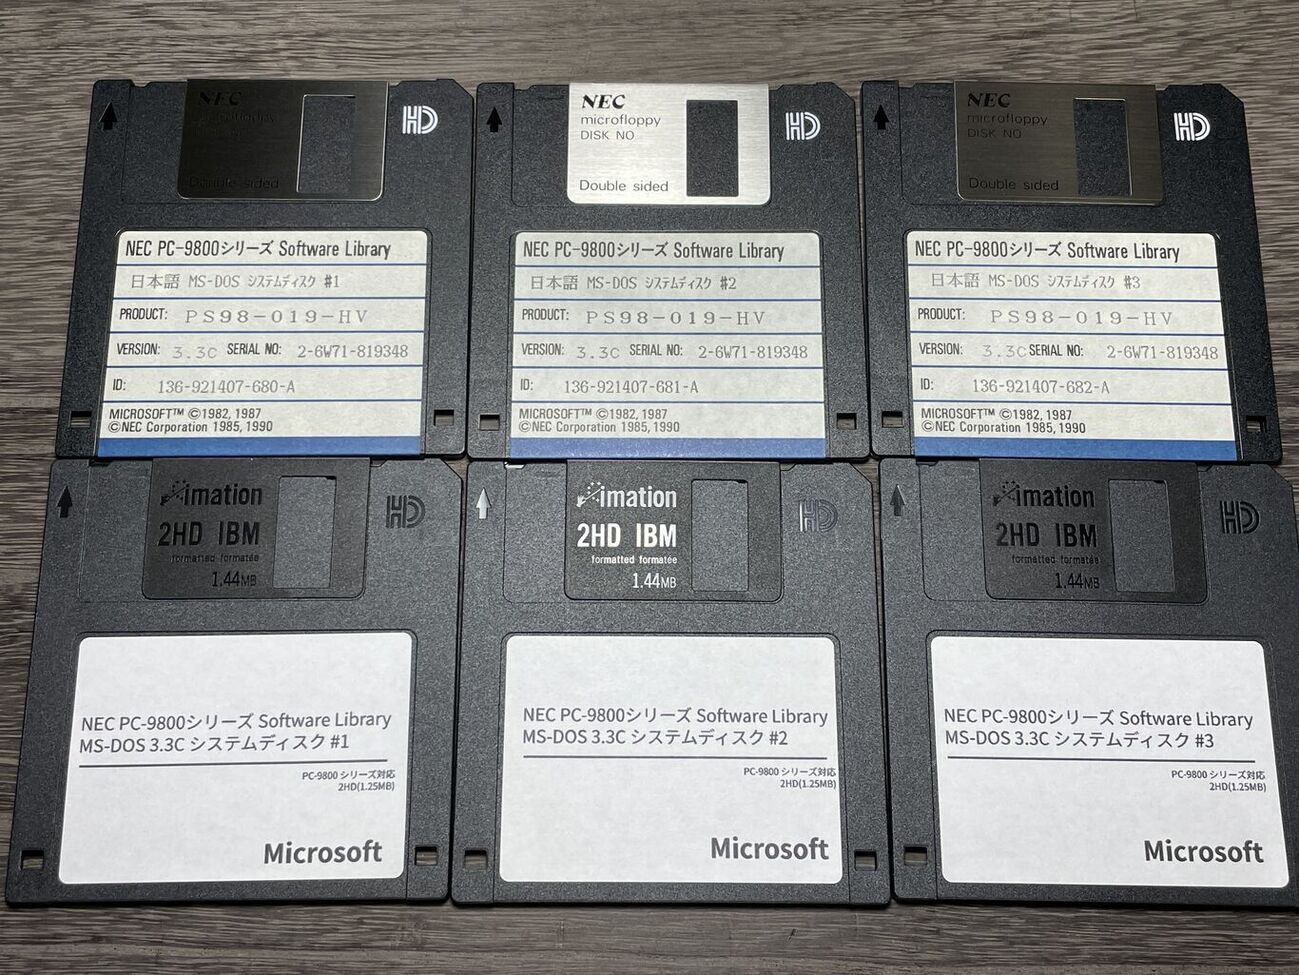 NEC
microfloppy
Double sided
HD
NEC PC-9800シリーズ Software Library
日本語 MS-DOS システムディスク #1
PRODUCT: PS98-019-HV
VERSION: 3.3C SERIAL NO: 2-6W71-819348
ID: 136-921407-680-A
MICROSOFT™ ©1982, 1987
©NEC Corporation 1985, 1990
NEC
microfloppy
DISK NO
Double sided
HD
NEC PC-9800シリーズ Software Library
日本語 MS-DOS システムディスク #2
PRODUCT: PS98-019-HV
VERSION: 3.3C SERIAL NO: 2-6W71-819348
ID: 136-921407-681-A
MICROSOFT™ ©1982, 1987
©NEC Corporation 1985, 1990
NEC
microfloppy
DISK NO
Double sided
HD
NEC PC-9800シリーズ Software Library
日本語 MS-DOS システムディスク #3
PRODUCT: PS98-019-HV
VERSION: 3.3C SERIAL NO: 2-6W71-819348
ID: 136-921407-682-A
MICROSOFT™ ©1982, 1987
©NEC Corporation 1985, 1990
imation
2HD IBM
formatted formatée
1.44MB
HD
NEC PC-9800シリーズ Software Library
MS-DOS 3.3C システムディスク #1
PC-9800 シリーズ対応
2HD(1.25MB)
Microsoft
imation
2HD IBM
formatted formatée
1.44MB
HD
NEC PC-9800シリーズ Software Library
MS-DOS 3.3C システムディスク #2
PC-9800 シリーズ対応
2HD(1.25MB)
Microsoft
imation
2HD IBM
formatted formatée
1.44MB
HD
NEC PC-9800シリーズ Software Library
MS-DOS 3.3C システムディスク #3
PC-9800 シリーズ対応
2HD(1.25MB)
Microsoft